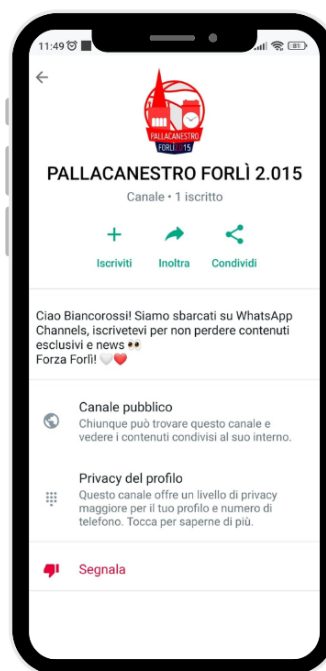 11:49
81
PALLACANESTRO
FORLÌ 2.015
PALLACANESTRO FORLÌ 2.015
Canale • 1 iscritto
Iscriviti Inoltra Condividi
Ciao Biancorossi! Siamo sbarcati su WhatsApp
Channels, iscrivetevi per non perdere contenuti
esclusivi e news 👀
Forza Forlì! 🤍❤️
Canale pubblico
Chiunque può trovare questo canale e
vedere i contenuti condivisi al suo interno.
Privacy del profilo
Questo canale offre un livello di privacy
maggiore per il tuo profilo e numero di
telefono. Tocca per saperne di più.
Segnala